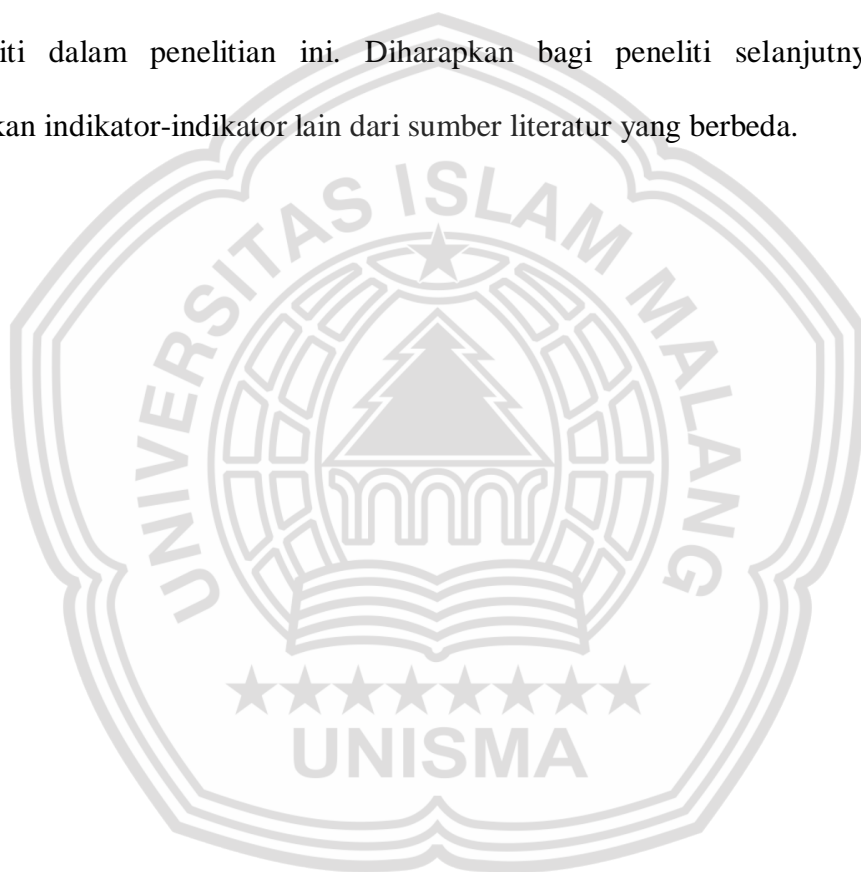 iti dalam penelitian ini. Diharapkan bagi peneliti selanjutny
kan indikator-indikator lain dari sumber literatur yang berbeda.
UNIVERSITAS ISLAM MALANG
UNISMA